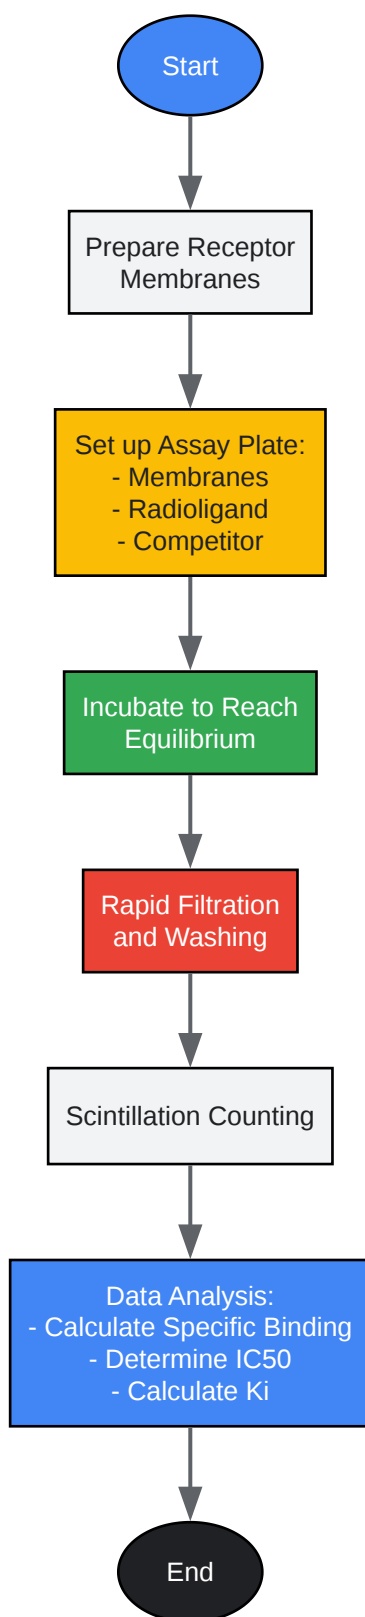 Start
Prepare Receptor
Membranes
Set up Assay Plate:
- Membranes
- Radioligand
- Competitor
Incubate to Reach
Equilibrium
Rapid Filtration
and Washing
Scintillation Counting
Data Analysis:
- Calculate Specific Binding
- Determine IC50
- Calculate Ki
End